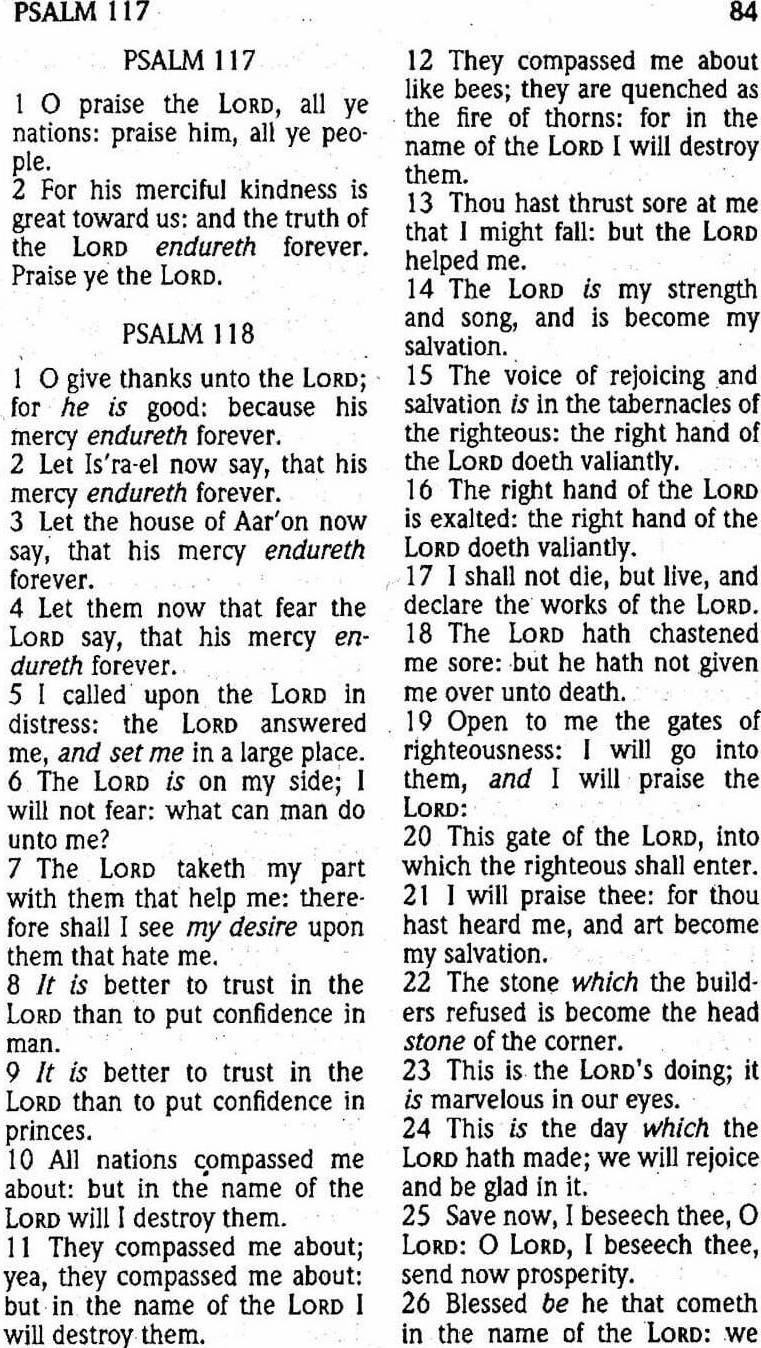 PSALM 117 84
PSALM 117
1 O praise the LORD, all ye
nations: praise him, all ye peo-
ple.
2 For his merciful kindness is
great toward us: and the truth of
the LORD endureth forever.
Praise ye the LORD.
PSALM 118
1 O give thanks unto the LORD;
for he is good: because his
mercy endureth forever.
2 Let Is'ra-el now say, that his
mercy endureth forever.
3 Let the house of Aar'on now
say, that his mercy endureth
forever.
4 Let them now that fear the
LORD say, that his mercy en-
dureth forever.
5 I called upon the LORD in
distress: the LORD answered
me, and set me in a large place.
6 The LORD is on my side; I
will not fear: what can man do
unto me?
7 The LORD taketh my part
with them that help me: there-
fore shall I see my desire upon
them that hate me.
8 It is better to trust in the
LORD than to put confidence in
man.
9 It is better to trust in the
LORD than to put confidence in
princes.
10 All nations compassed me
about: but in the name of the
LORD will I destroy them.
11 They compassed me about;
yea, they compassed me about:
but in the name of the LORD I
will destroy them.
12 They compassed me about
like bees; they are quenched as
the fire of thorns: for in the
name of the LORD I will destroy
them.
13 Thou hast thrust sore at me
that I might fall: but the LORD
helped me.
14 The LORD is my strength
and song, and is become my
salvation.
15 The voice of rejoicing and
salvation is in the tabernacles of
the righteous: the right hand of
the LORD doeth valiantly.
16 The right hand of the LORD
is exalted: the right hand of the
LORD doeth valiantly.
17 I shall not die, but live, and
declare the works of the LORD.
18 The LORD hath chastened
me sore: but he hath not given
me over unto death.
19 Open to me the gates of
righteousness: I will go into
them, and I will praise the
LORD:
20 This gate of the LORD, into
which the righteous shall enter.
21 I will praise thee: for thou
hast heard me, and art become
my salvation.
22 The stone which the build-
ers refused is become the head
stone of the corner.
23 This is the LORD's doing; it
is marvelous in our eyes.
24 This is the day which the
LORD hath made; we will rejoice
and be glad in it.
25 Save now, I beseech thee, O
LORD: O LORD, I beseech thee,
send now prosperity.
26 Blessed be he that cometh
in the name of the LORD: we